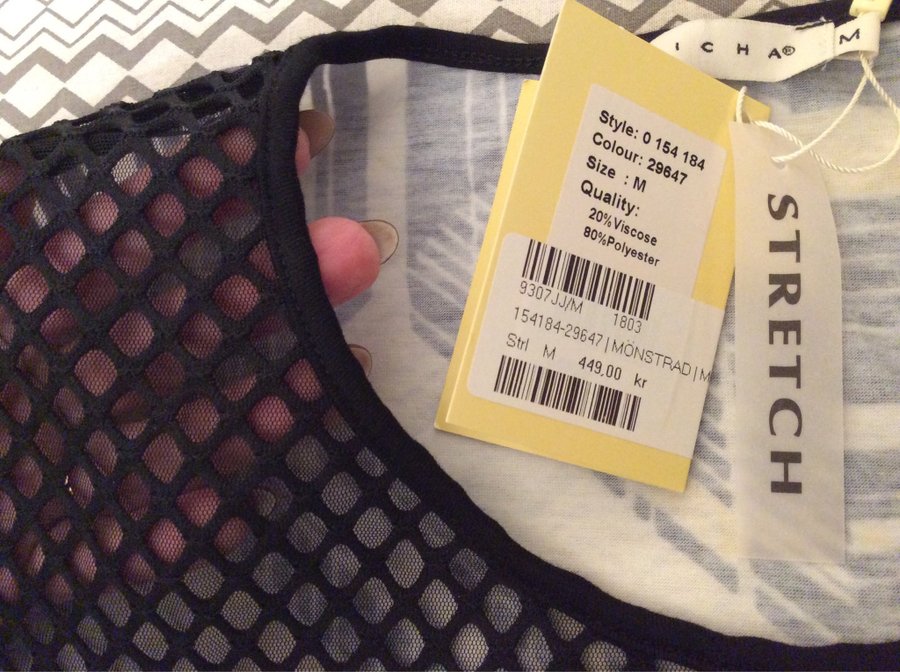 ICHA®
M
Style: 0 154 184
Colour: 29647
Size : M
Quality:
20%Viscose
80%Polyester
9307JJ/M 1803
154184-29647 | MÖNSTRAD | M
Strl M 449.00 kr
STRETCH